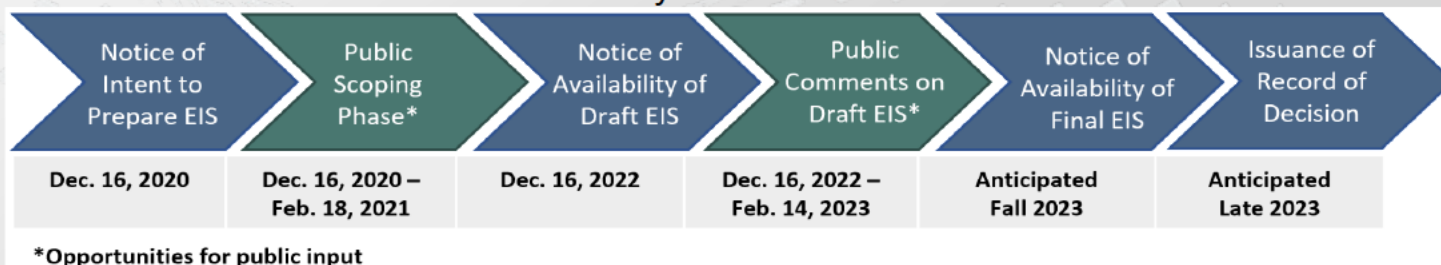 Notice of
Intent to
Prepare EIS
Public
Scoping
Phase*
Notice of
Availability of
Draft EIS
Public
Comments on
Draft EIS*
Notice of
Availability of
Final EIS
Issuance of
Record of
Decision
Dec. 16, 2020
Dec. 16, 2020 –
Feb. 18, 2021
Dec. 16, 2022
Dec. 16, 2022 –
Feb. 14, 2023
Anticipated
Fall 2023
Anticipated
Late 2023
*Opportunities for public input